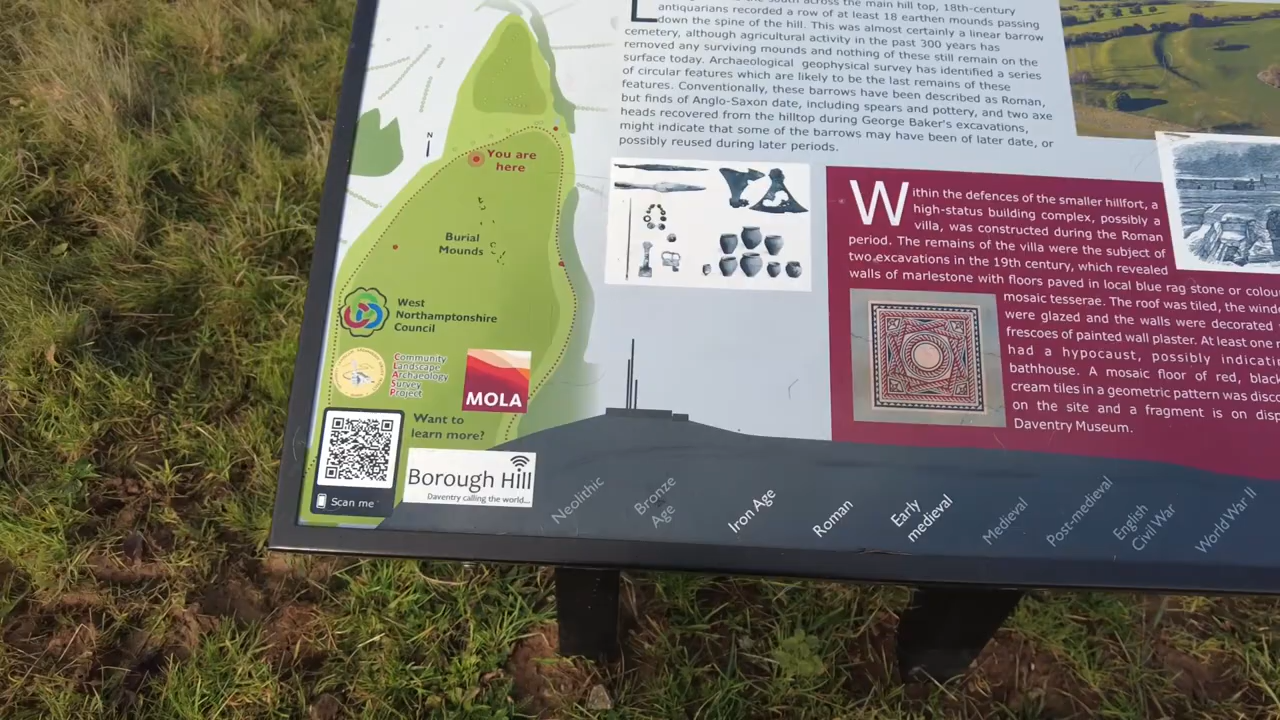 the south across the main hill top, 18th-century
antiquarians recorded a row of at least 18 earthen mounds passing
down the spine of the hill. This was almost certainly a linear barrow
cemetery, although agricultural activity in the past 300 years has
removed any surviving mounds and nothing of these still remain on the
surface today. Archaeological geophysical survey has identified a series
of circular features which are likely to be the last remains of these
features. Conventionally, these barrows have been described as Roman,
but finds of Anglo-Saxon date, including spears and pottery, and two axe
heads recovered from the hilltop during George Baker's excavations,
might indicate that some of the barrows may have been of later date, or
possibly reused during later periods.
N
You are
here
Burial
Mounds
West
Northamptonshire
Council
Community
Landscape
Archaeology
Survey
Project
MOLA
Want to
learn more?
Scan me
Borough Hill
Daventry calling the world...
Within the defences of the smaller hillfort, a
high-status building complex, possibly a
villa, was constructed during the Roman
period. The remains of the villa were the subject of
two excavations in the 19th century, which revealed
walls of marlestone with floors paved in local blue rag stone or colou
mosaic tesserae. The roof was tiled, the wind
were glazed and the walls were decorated
frescoes of painted wall plaster. At least one r
had a hypocaust, possibly indicatin
bathhouse. A mosaic floor of red, black
cream tiles in a geometric pattern was disco
on the site and a fragment is on disp
Daventry Museum.
Neolithic
Bronze
Age
Iron Age
Roman
Early
medieval
Medieval
Post-medieval
English
Civil War
World War II